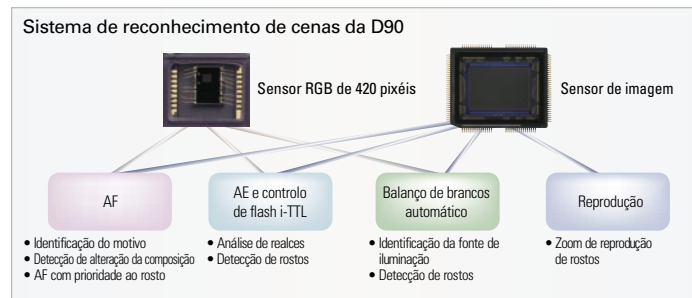 Sistema de reconhecimento de cenas da D90
Sensor RGB de 420 pixéis
Sensor de imagem
AF
• Identificação do motivo
• Detecção de alteração da composição
• AF com prioridade ao rosto
AE e controlo
de flash i-TTL
• Análise de realces
• Detecção de rostos
Balanço de brancos
automático
• Identificação da fonte de
iluminação
• Detecção de rostos
Reprodução
• Zoom de reprodução
de rostos